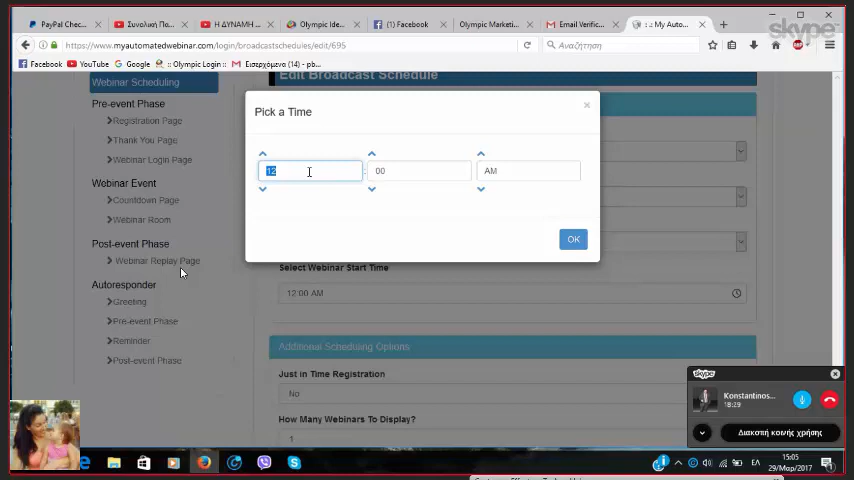 PayPal Check...
Συνολική Πα...
Η ΔΥΝΑΜΗ ...
Olympic Ide...
(1) Facebook
Olympic Marketi...
Email Verific...
:: My Auto...
skype
https://www.myautomatedwebinar.com/login/broadcastschedules/edit/695
Αναζήτηση
Facebook
YouTube
Google
:: Olympic Login ::
Εισερχόμενα (14) - pb...
Webinar Scheduling
Edit Broadcast Schedule
Pre-event Phase
Registration Page
Thank You Page
Webinar Login Page
Webinar Event
Countdown Page
Webinar Room
Post-event Phase
Webinar Replay Page
Autoresponder
Greeting
Pre-event Phase
Reminder
Post-event Phase
Pick a Time
×
12 : 00 AM
OK
Select Webinar Start Time
12:00 AM
Additional Scheduling Options
Just in Time Registration
No
How Many Webinars To Display?
1
skype
Konstantinos...
18:29
Διακοπή κοινής χρήσης
ΕΛ
15:05
29/Μαρ/2017